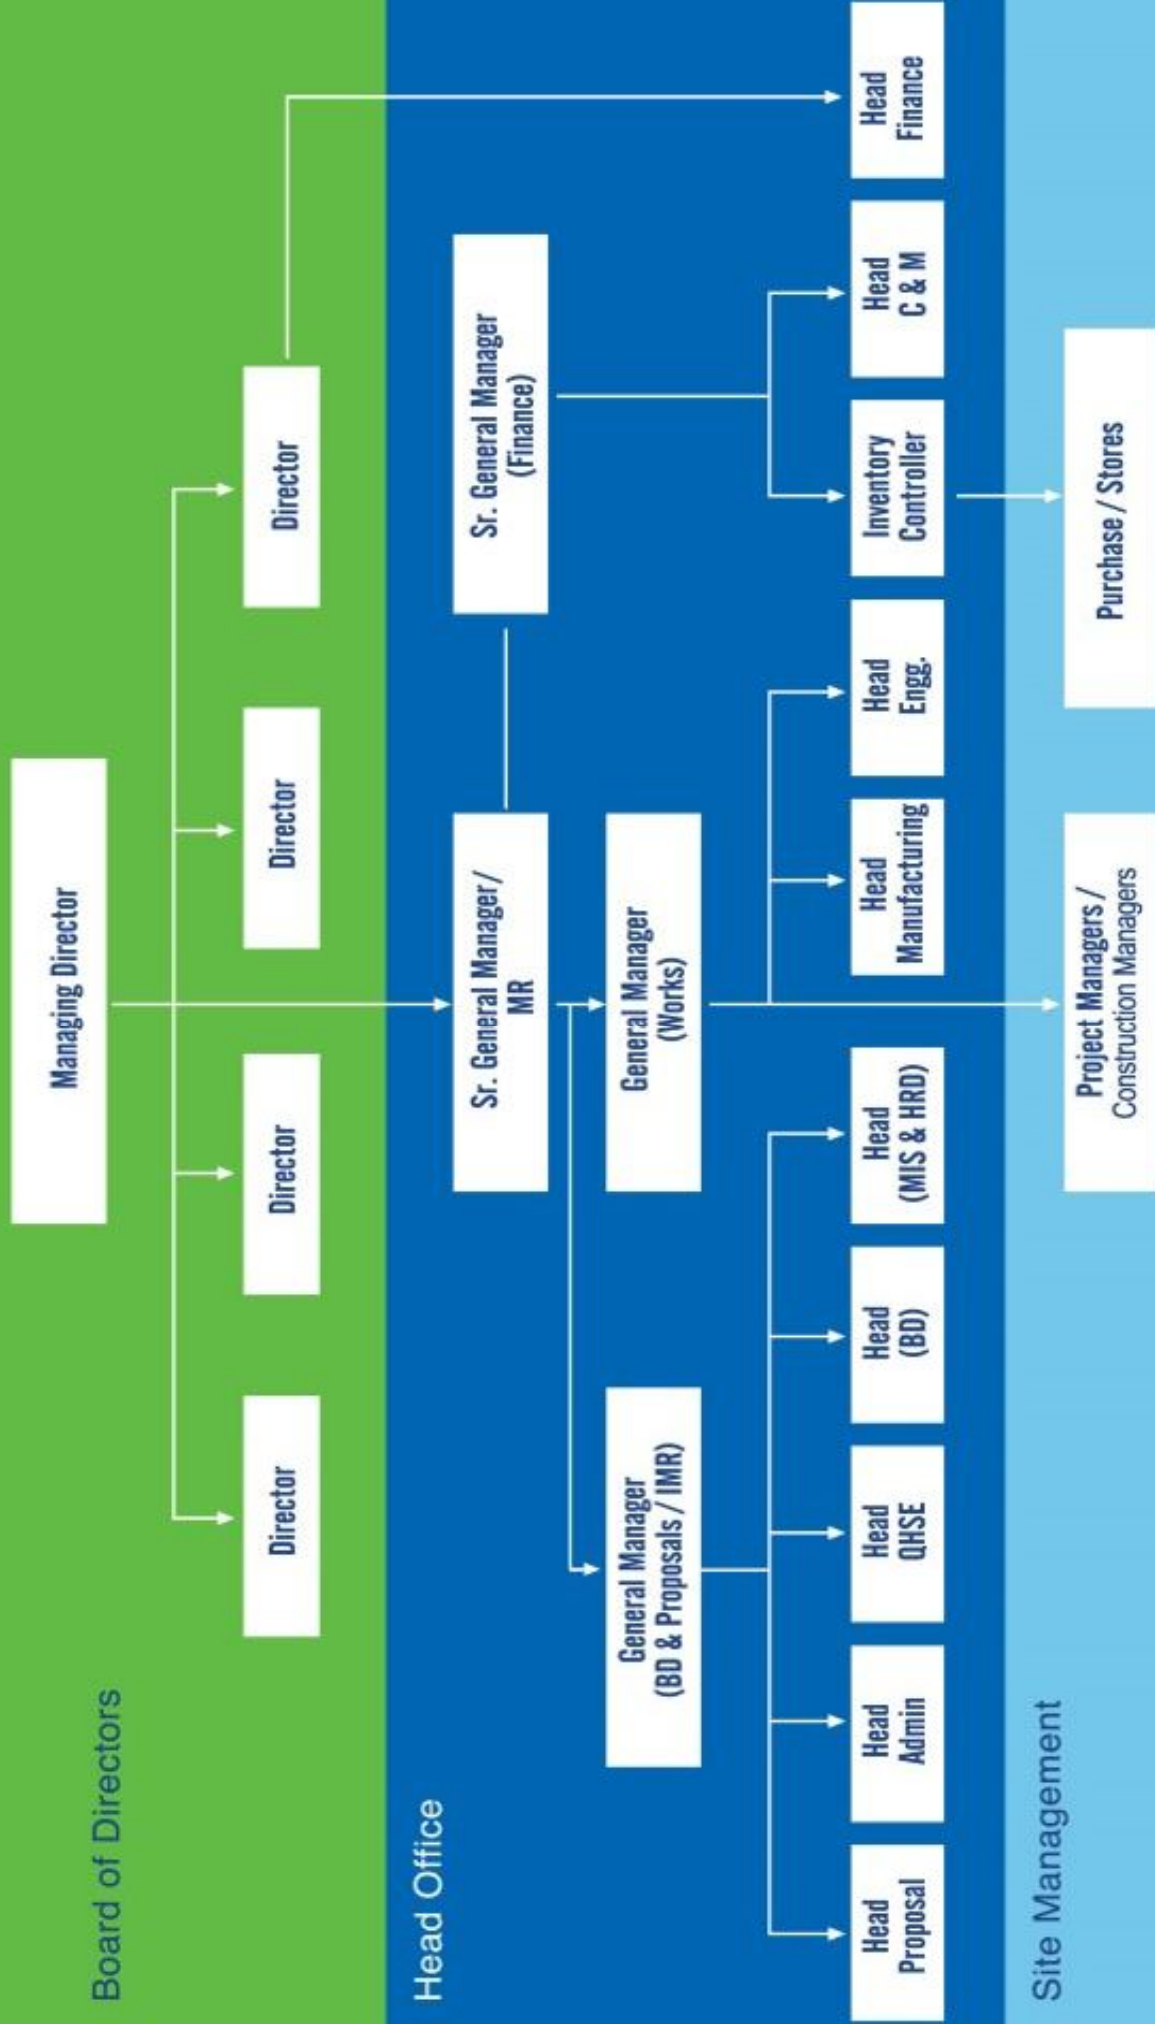 Board of Directors
Managing Director
Director
Director
Director
Director
Head Office
Sr. General Manager/
MR
Sr. General Manager
(Finance)
General Manager
(BD & Proposals / IMR)
General Manager
(Works)
Head
Proposal
Head
Admin
Head
QHSE
Head
(BD)
Head
(MIS & HRD)
Head
Manufacturing
Head
Engg.
Inventory
Controller
Head
C & M
Head
Finance
Site Management
Project Managers /
Construction Managers
Purchase / Stores